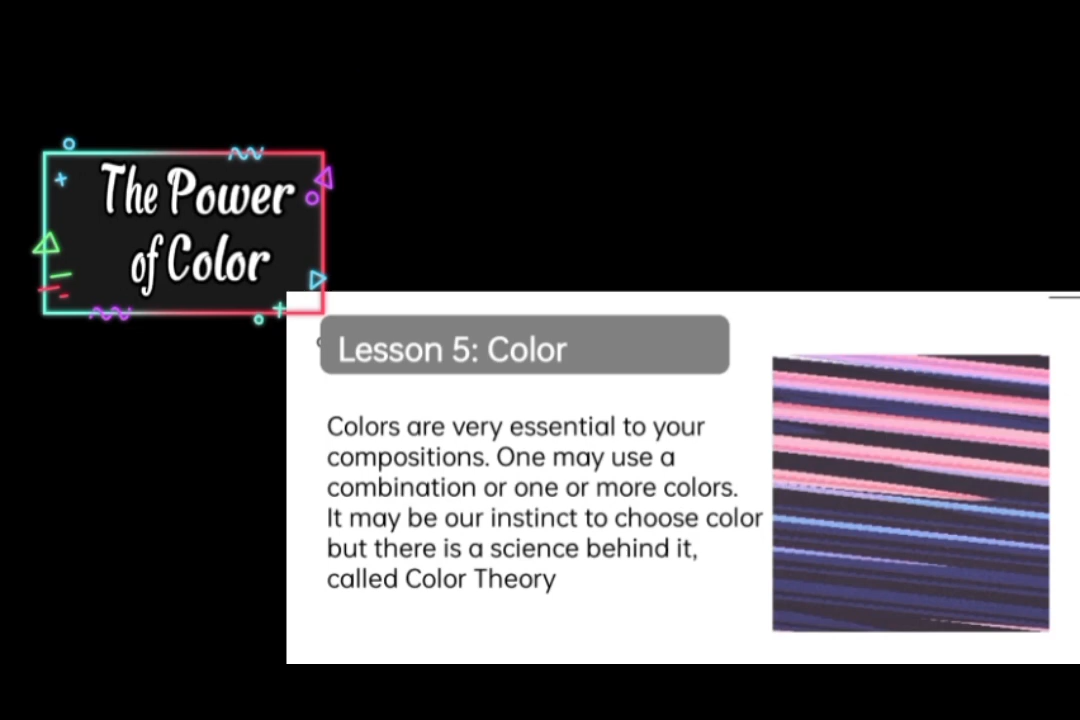 The Power
of Color
Lesson 5: Color
Colors are very essential to your
compositions. One may use a
combination or one or more colors.
It may be our instinct to choose color
but there is a science behind it,
called Color Theory